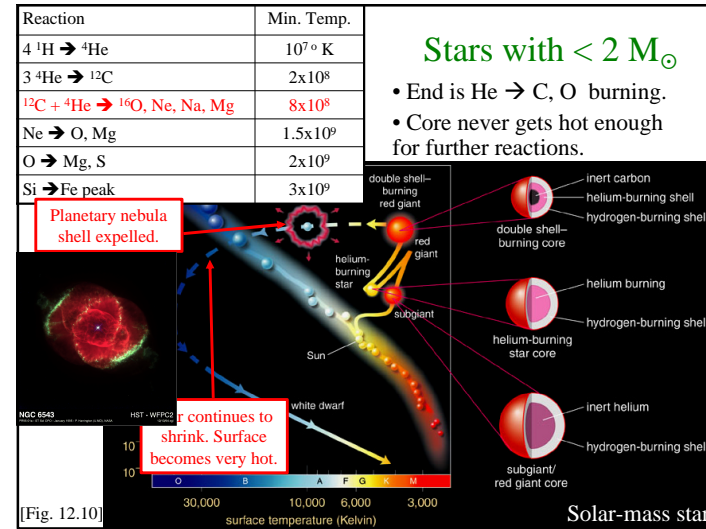 Reaction Min. Temp.
4 ¹H ➔ ⁴He 10⁷ º K
3 ⁴He ➔ ¹²C 2x10⁸
¹²C + ⁴He ➔ ¹⁶O, Ne, Na, Mg 8x10⁸
Ne ➔ O, Mg 1.5x10⁹
O ➔ Mg, S 2x10⁹
Si ➔Fe peak 3x10⁹
Stars with < 2 M☉
• End is He → C, O burning.
• Core never gets hot enough
for further reactions.
Planetary nebula
shell expelled.
double shell–
burning
red giant
red
giant
helium-
burning
star
subgiant
Sun
white dwarf
inert carbon
helium-burning shell
hydrogen-burning shell
double shell–
burning core
helium burning
hydrogen-burning shell
helium-burning
star core
inert helium
hydrogen-burning shell
subgiant/
red giant core
NGC 6543
HST - WFPC2
r continues to
shrink. Surface
becomes very hot.
10
10
O B A F G K M
30,000 10,000 6,000 3,000
surface temperature (Kelvin)
[Fig. 12.10]
Solar-mass star